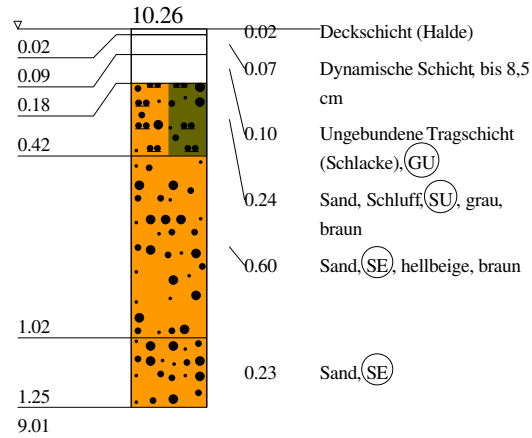 10.26
0.02 Deckschicht (Halde)
0.02
0.07 Dynamische Schicht, bis 8,5
cm
0.09
0.18
0.10 Ungebundene Tragschicht
(Schlacke), GU
0.42
0.24 Sand, Schluff, SU, grau,
braun
0.60 Sand, SE, hellbeige, braun
1.02
0.23 Sand, SE
1.25
9.01